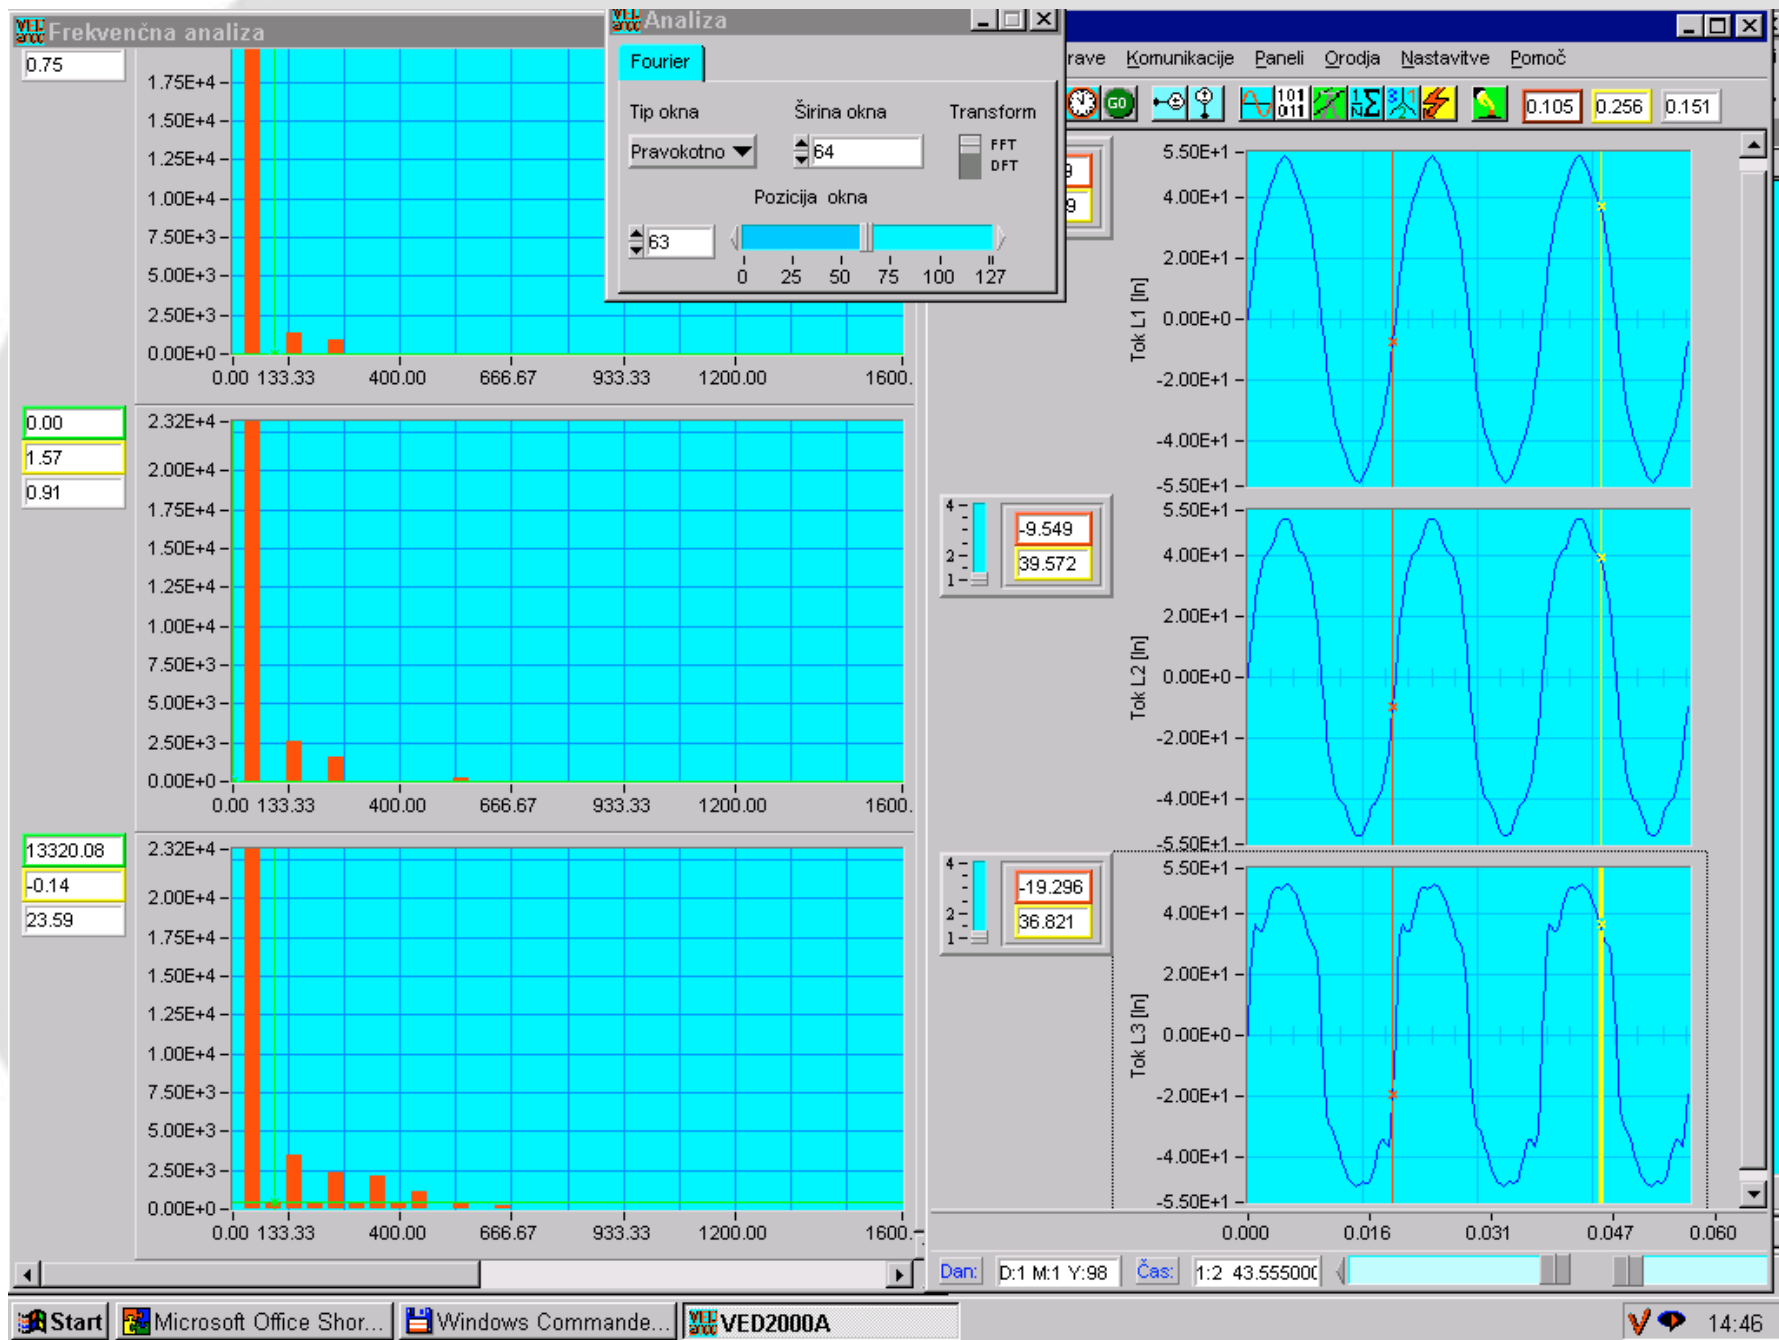 Frekvenčna analiza
0.75
1.75E+4
1.50E+4
1.25E+4
1.00E+4
7.50E+3
5.00E+3
2.50E+3
0.00E+0
0.00 133.33 400.00 666.67 933.33 1200.00 1600.
0.00
1.57
0.91
2.32E+4
2.00E+4
1.75E+4
1.50E+4
1.25E+4
1.00E+4
7.50E+3
5.00E+3
2.50E+3
0.00E+0
0.00 133.33 400.00 666.67 933.33 1200.00 1600.
13320.08
-0.14
23.59
2.32E+4
2.00E+4
1.75E+4
1.50E+4
1.25E+4
1.00E+4
7.50E+3
5.00E+3
2.50E+3
0.00E+0
0.00 133.33 400.00 666.67 933.33 1200.00 1600.
Analiza
Fourier
Tip okna Širina okna Transform
Pravokotno 64 FFT
DFT
Pozicija okna
63
0 25 50 75 100 127
rave Komunikacije Paneli Orodja Nastavitve Pomoč
GO 101 011 0.105 0.256 0.151
9
9
5.50E+1
4.00E+1
2.00E+1
0.00E+0
-2.00E+1
-4.00E+1
-5.50E+1
Tok L1 [In]
4
2
1
-9.549
39.572
5.50E+1
4.00E+1
2.00E+1
0.00E+0
-2.00E+1
-4.00E+1
-5.50E+1
Tok L2 [In]
4
2
1
-19.296
36.821
5.50E+1
4.00E+1
2.00E+1
0.00E+0
-2.00E+1
-4.00E+1
-5.50E+1
Tok L3 [In]
0.000 0.016 0.031 0.047 0.060
Dan: D:1 M:1 Y:98 Čas: 1:2 43.555000
Start Microsoft Office Shor... Windows Commande... VED2000A 14:46